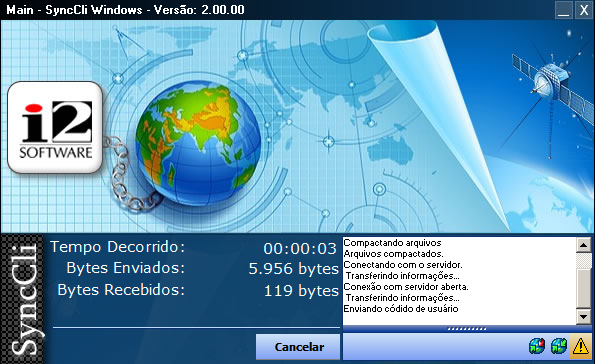 Main - SyncCli Windows - Versão: 2.00.00
i2
SOFTWARE
SyncCli
Tempo Decorrido: 00:00:03
Bytes Enviados: 5.956 bytes
Bytes Recebidos: 119 bytes
Cancelar
Compactando arquivos
Arquivos compactados.
Conectando com o servidor.
Transferindo informações...
Conexão com servidor aberta.
Transferindo informações...
Enviando códido de usuário